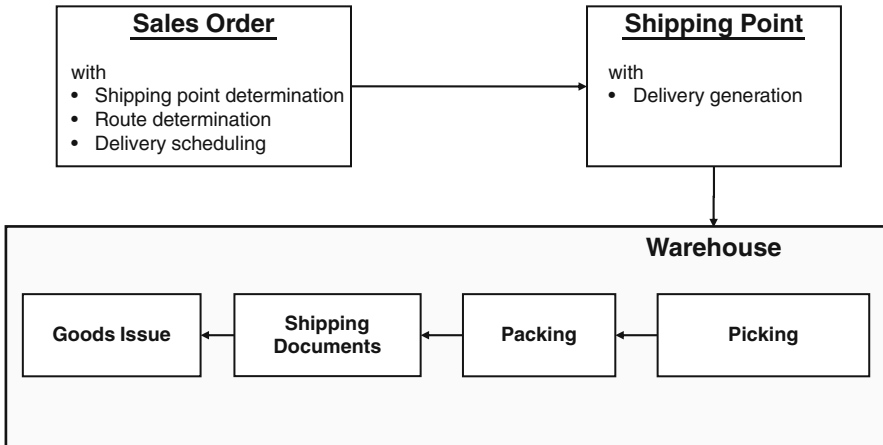 Sales Order
with
• Shipping point determination
• Route determination
• Delivery scheduling
Shipping Point
with
• Delivery generation
Warehouse
Goods Issue
Shipping
Documents
Packing
Picking